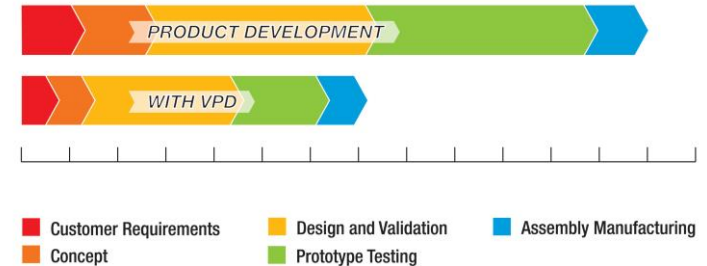 PRODUCT DEVELOPMENT
WITH VPD
Customer Requirements
Design and Validation
Assembly Manufacturing
Concept
Prototype Testing